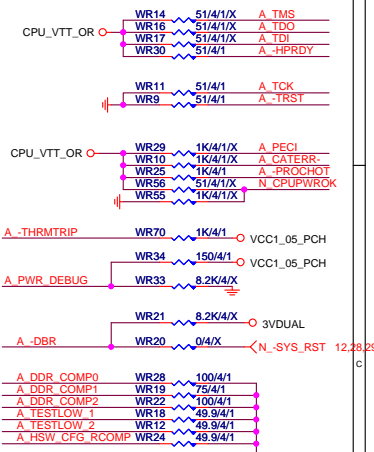 WR14 51/4/1/X A_TMS
CPU_VTT_OR WR16 51/4/1/X A_TDO
WR17 51/4/1/X A_TDI
WR30 51/4/1 A_-HPRDY
WR11 51/4/1 A_TCK
WR9 51/4/1 A_-TRST
CPU_VTT_OR WR29 1K/4/1/X A_PECI
WR10 1K/4/1/X A_CATERR-
WR25 1K/4/1 A_-PROCHOT
WR56 51/4/1/X N_CPUPWROK
WR55 1K/4/1/X
A_-THRMTRIP WR70 1K/4/1 VCC1_05_PCH
WR34 150/4/1 VCC1_05_PCH
A_PWR_DEBUG WR33 8.2K/4/X
WR21 8.2K/4/X 3VDUAL
A_-DBR WR20 0/4/X N_-SYS_RST 12,28,29
C
A_DDR_COMP0 WR28 100/4/1
A_DDR_COMP1 WR19 75/4/1
A_DDR_COMP2 WR22 100/4/1
A_TESTLOW_1 WR18 49.9/4/1
A_TESTLOW_2 WR12 49.9/4/1
A_HSW_CFG_RCOMP WR24 49.9/4/1